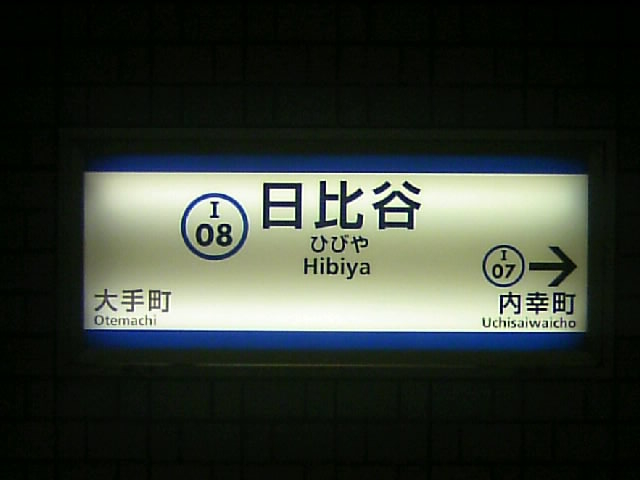 I
08
日比谷
ひびや
Hibiya
I
07
大手町
Otemachi
内幸町
Uchisaiwaicho